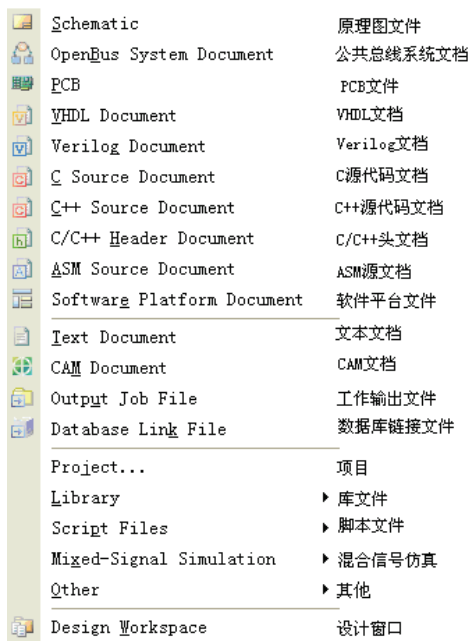 Schematic 原理图文件
OpenBus System Document 公共总线系统文档
PCB PCB文件
VHDL Document VHDL文档
Verilog Document Verilog文档
C Source Document C源代码文档
C++ Source Document C++源代码文档
C/C++ Header Document C/C++头文档
ASM Source Document ASM源文档
Software Platform Document 软件平台文件
Text Document 文本文档
CAM Document CAM文档
Output Job File 工作输出文件
Database Link File 数据库链接文件
Project... 项目
Library 库文件
Script Files 脚本文件
Mixed-Signal Simulation 混合信号仿真
Other 其他
Design Workspace 设计窗口